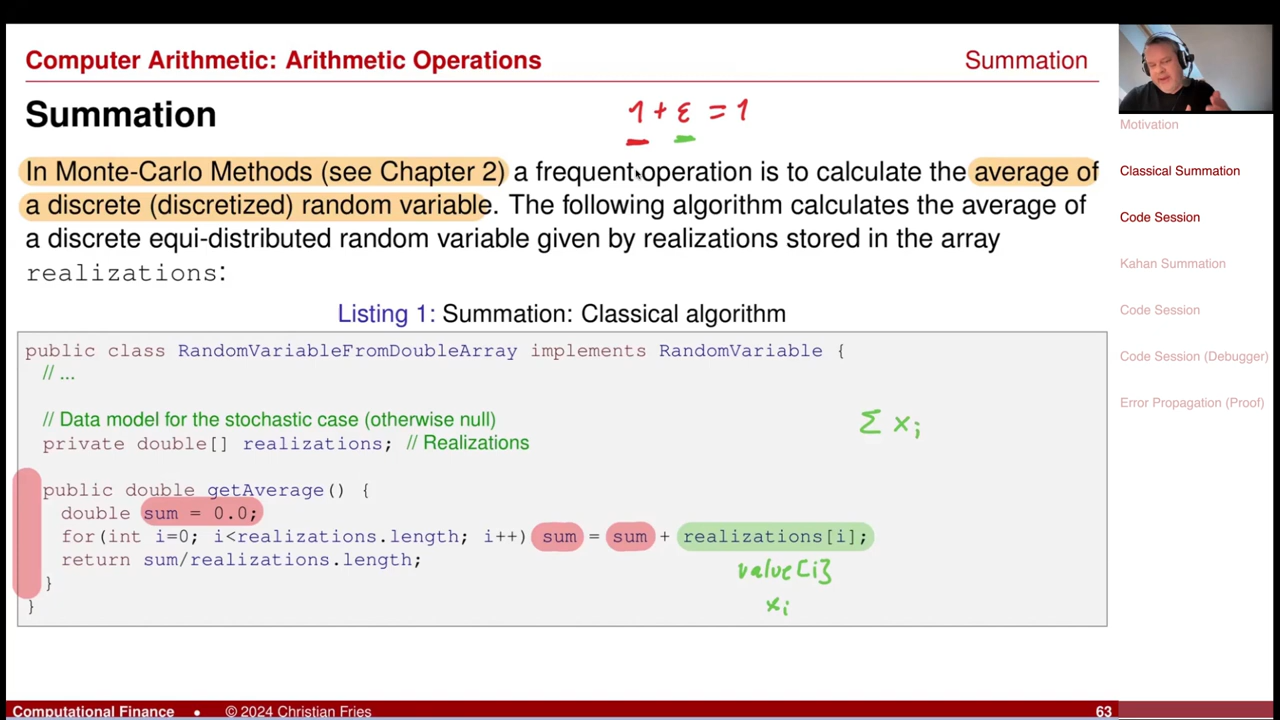 Computer Arithmetic: Arithmetic Operations
Summation
Summation
1 + ε = 1
In Monte-Carlo Methods (see Chapter 2) a frequent operation is to calculate the average of
a discrete (discretized) random variable. The following algorithm calculates the average of
a discrete equi-distributed random variable given by realizations stored in the array
realizations:
Listing 1: Summation: Classical algorithm
public class RandomVariableFromDoubleArray implements RandomVariable {
// ...
// Data model for the stochastic case (otherwise null)
private double[] realizations; // Realizations
Σ xᵢ
public double getAverage() {
double sum = 0.0;
for(int i=0; i<realizations.length; i++) sum = sum + realizations[i];
return sum/realizations.length;
value[i]
}
xᵢ
}
Motivation
Classical Summation
Code Session
Kahan Summation
Code Session
Code Session (Debugger)
Error Propagation (Proof)
Computational Finance • © 2024 Christian Fries 63